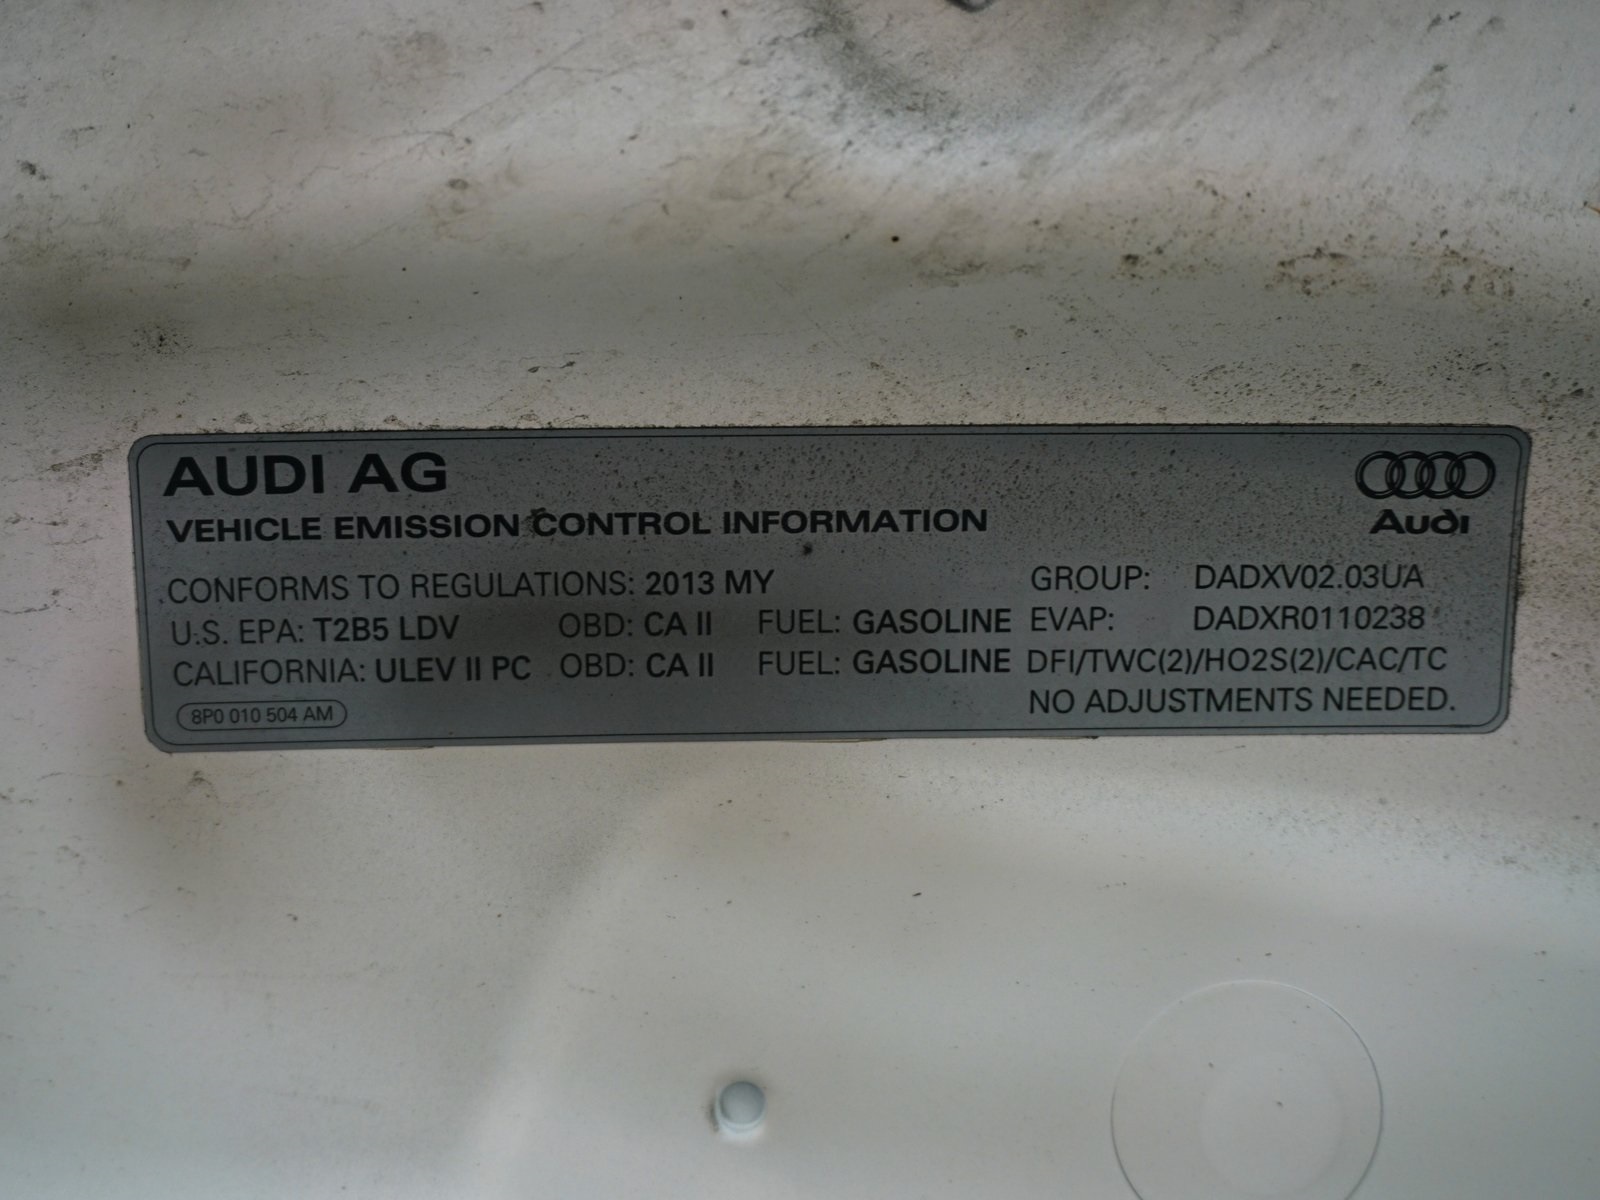 AUDI AG
Audi
VEHICLE EMISSION CONTROL INFORMATION
CONFORMS TO REGULATIONS: 2013 MY GROUP: DADXV02.03UA
U.S. EPA: T2B5 LDV OBD: CA II FUEL: GASOLINE EVAP: DADXR0110238
CALIFORNIA: ULEV II PC OBD: CA II FUEL: GASOLINE DFI/TWC(2)/HO2S(2)/CAC/TC
NO ADJUSTMENTS NEEDED.
8P0 010 504 AM